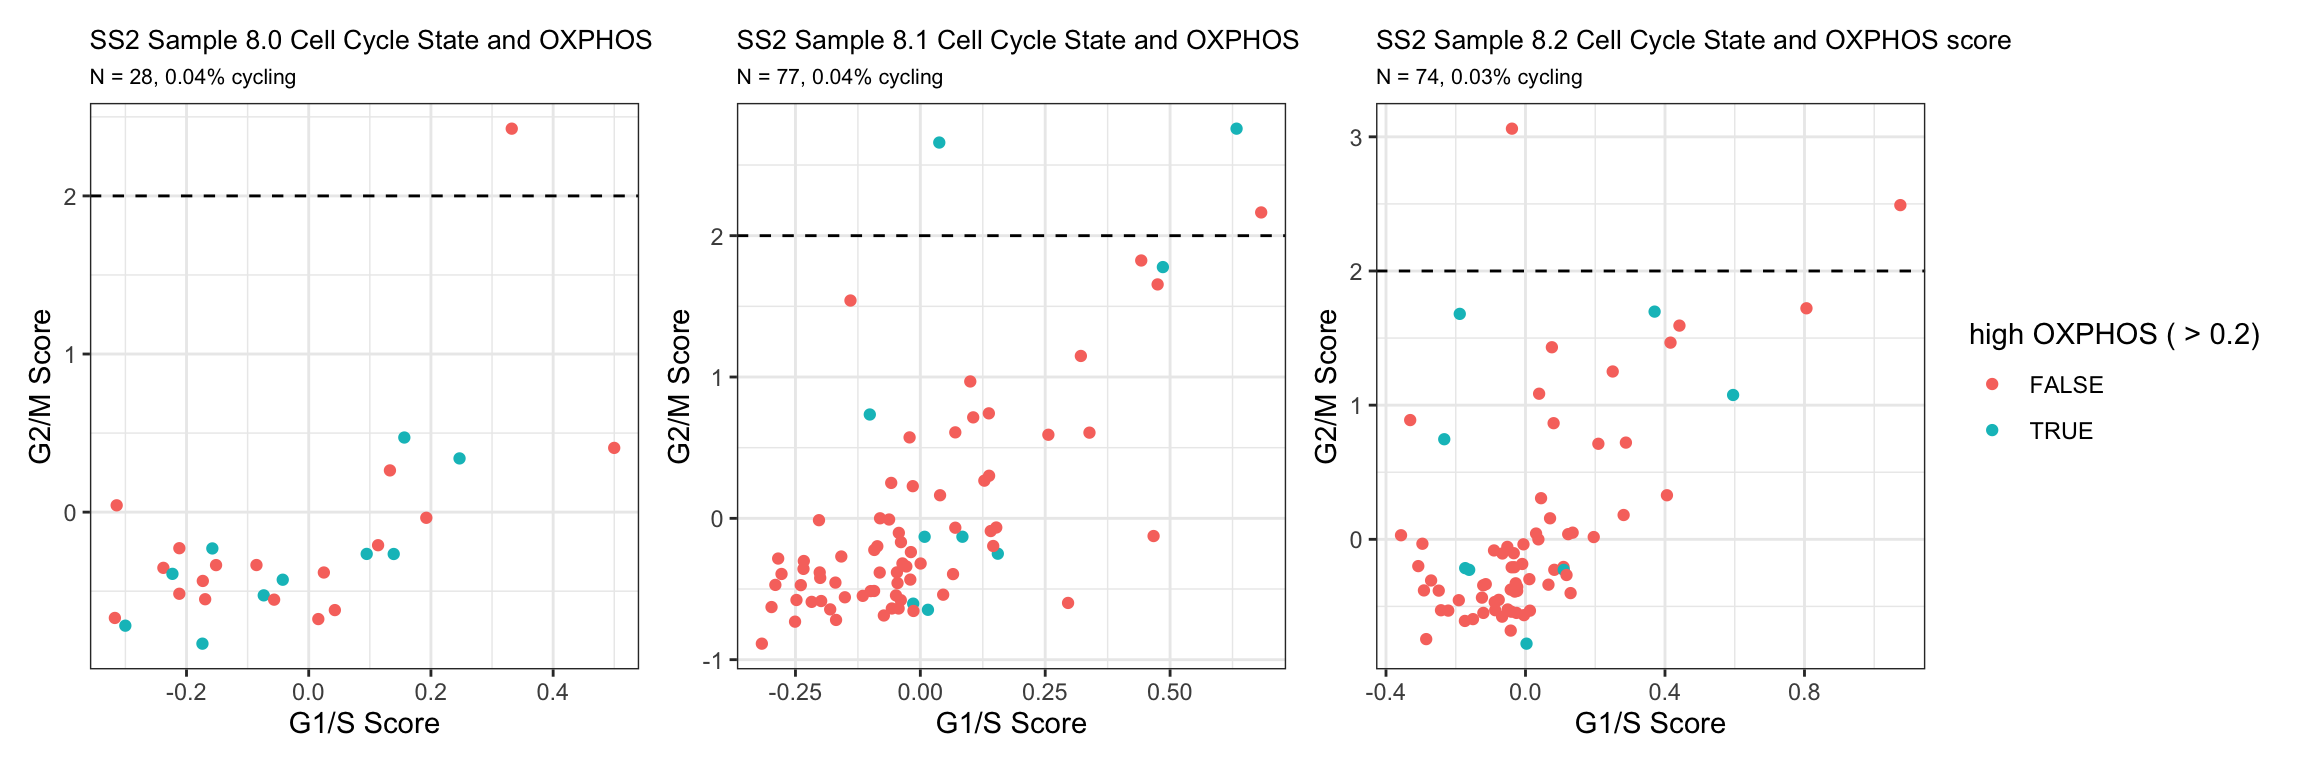 SS2 Sample 8.0 Cell Cycle State and OXPHOS
N = 28, 0.04% cycling
G2/M Score
2
1
0
-0.2
0.0
0.2
0.4
G1/S Score
SS2 Sample 8.1 Cell Cycle State and OXPHOS
N = 77, 0.04% cycling
G2/M Score
2
1
0
-1
-0.25
0.00
0.25
0.50
G1/S Score
SS2 Sample 8.2 Cell Cycle State and OXPHOS score
N = 74, 0.03% cycling
G2/M Score
3
2
1
0
-0.4
0.0
0.4
0.8
G1/S Score
high OXPHOS ( > 0.2)
FALSE
TRUE